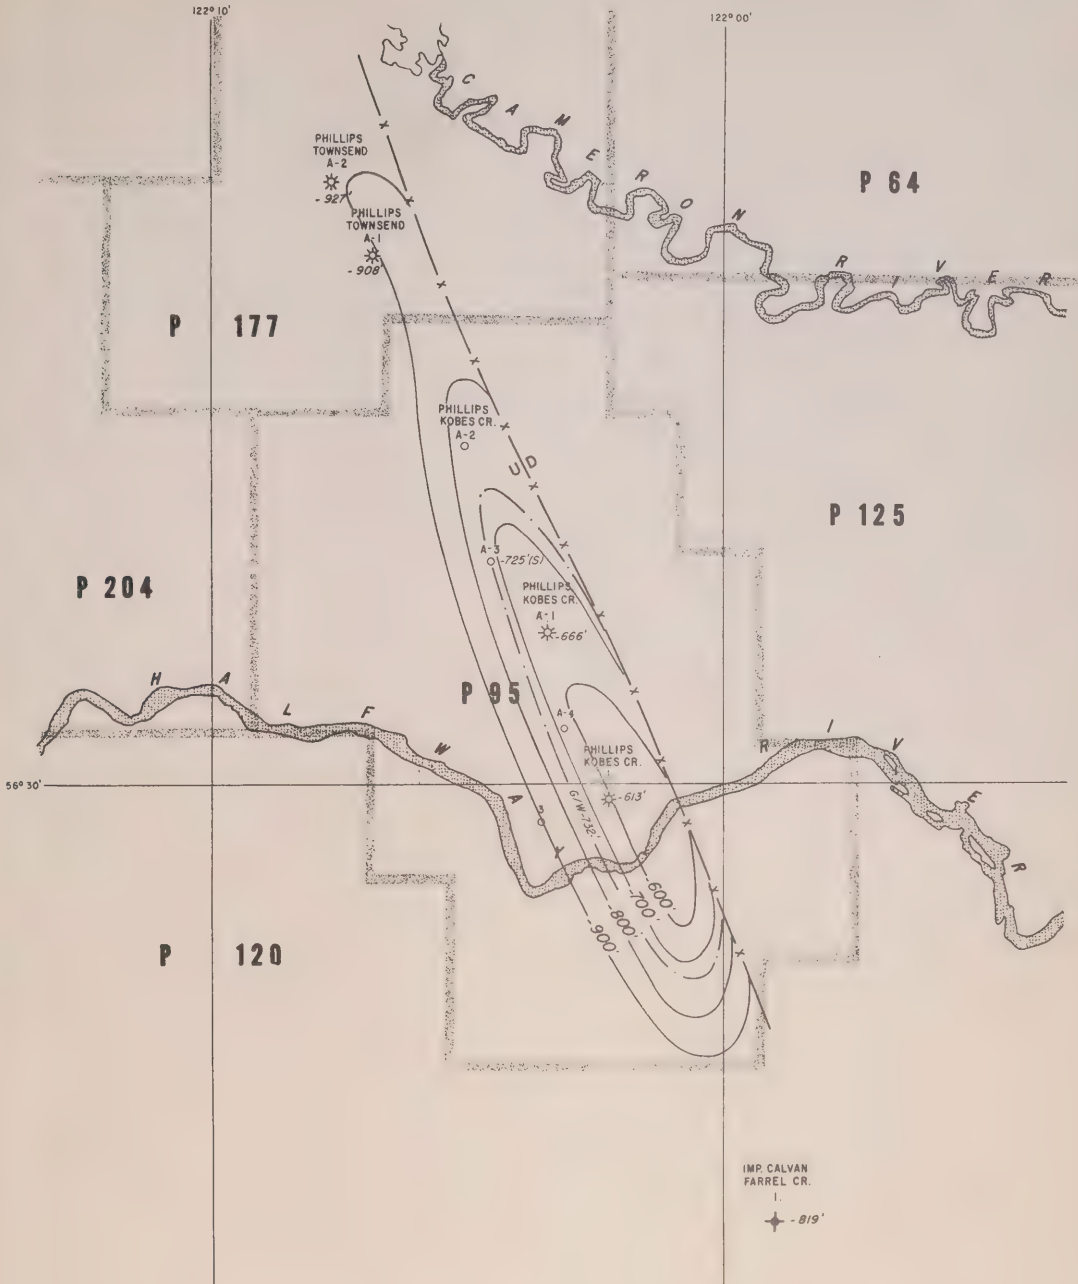 122° 10'
122° 00'
CAMERON RIVER
PHILLIPS
TOWNSEND
A-2
-927'
P 64
PHILLIPS
TOWNSEND
A-1
-908'
P 177
PHILLIPS
KOBES CR.
A-2
U D
P 125
A-3
-725'(S)
P 204
PHILLIPS
KOBES CR.
A-1
-666'
HALFWAY RIVER
P 95
A-4
PHILLIPS
KOBES CR.
-613'
56° 30'
G/W-732'
3
-600'
-700'
-800'
-900'
P 120
IMP. CALVAN
FARREL CR.
1.
-819'